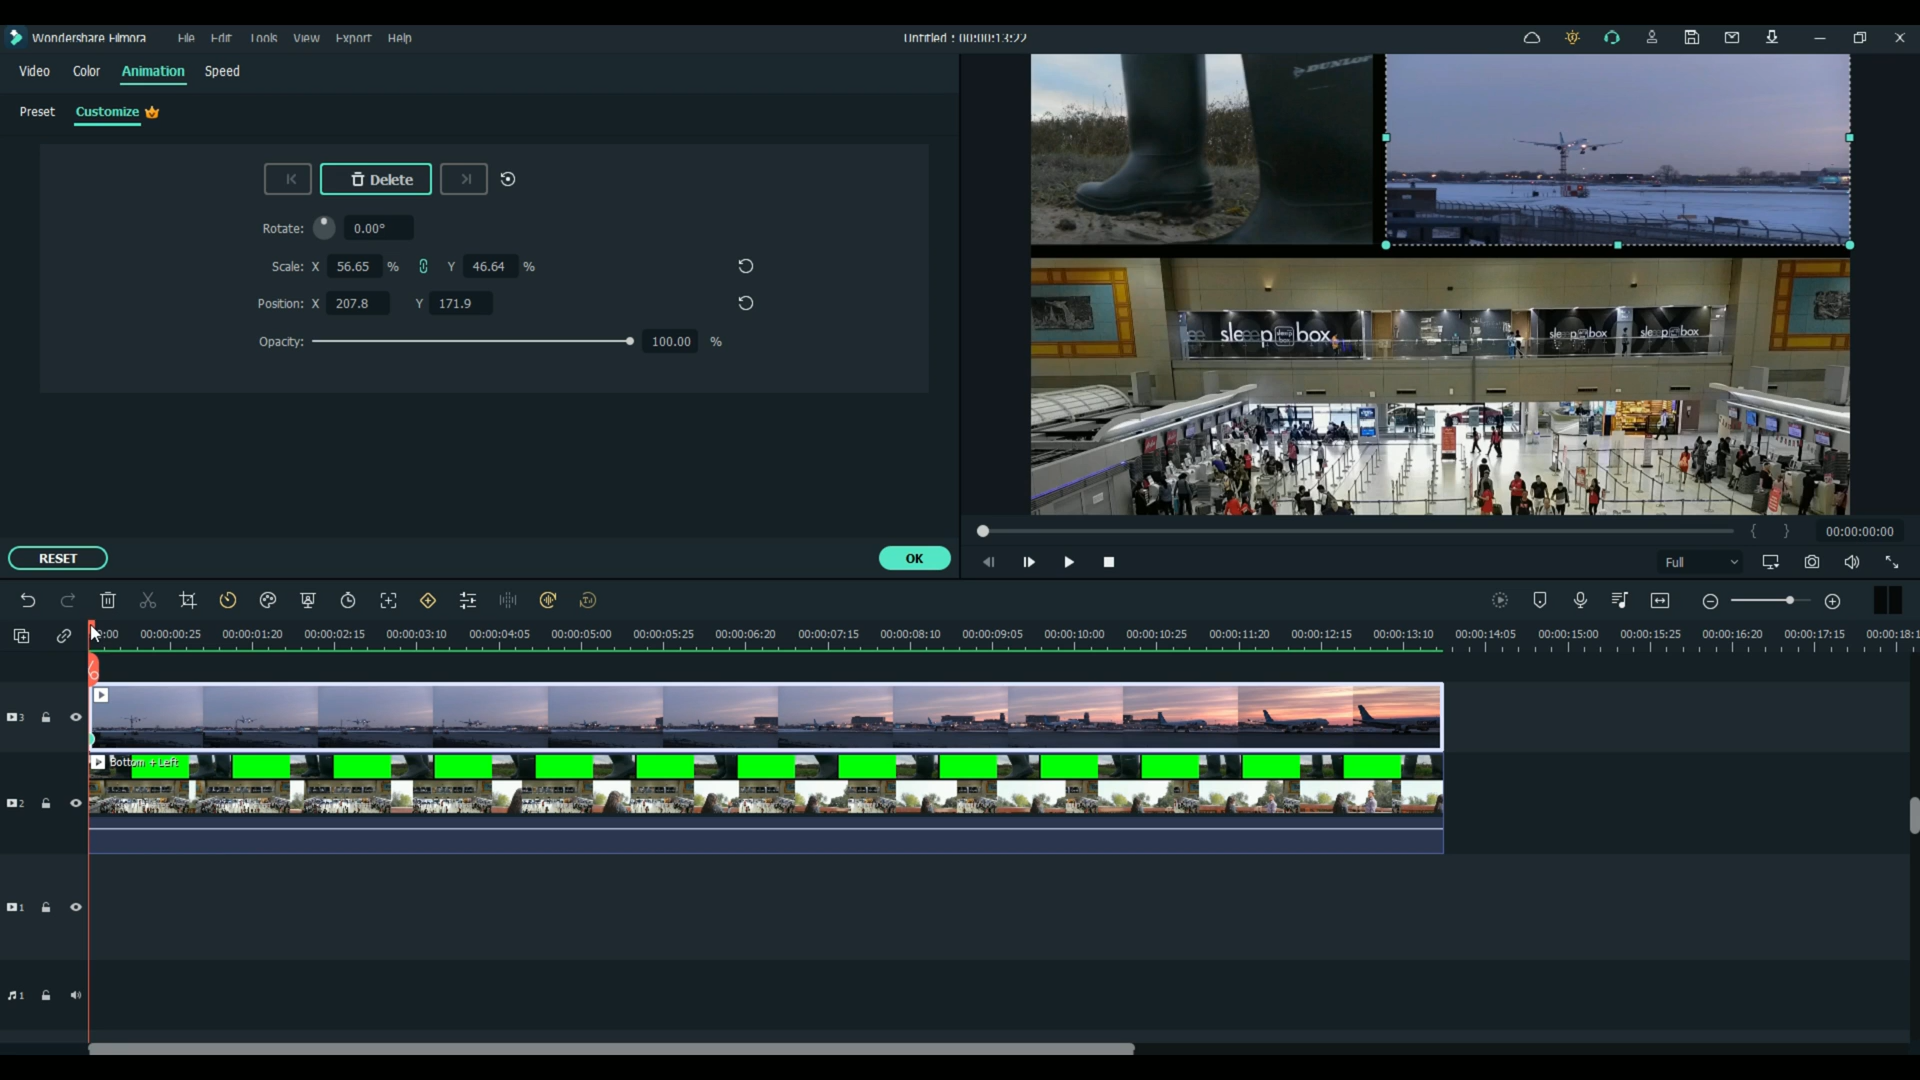 Wondershare Filmora File Edit Tools View Export Help Untitled : 00:00:13:22
Video Color Animation Speed
Preset Customize
Delete
Rotate: 0.00°
Scale: X 56.65 % Y 46.64 %
Position: X 207.8 Y 171.9
Opacity: 100.00 %
DUNLOP
sleepbox
sleepbox
sleepbox
00:00:00:00
RESET OK
Full
:00 00:00:00:25 00:00:01:20 00:00:02:15 00:00:03:10 00:00:04:05 00:00:05:00 00:00:05:25 00:00:06:20 00:00:07:15 00:00:08:10 00:00:09:05 00:00:10:00 00:00:10:25 00:00:11:20 00:00:12:15 00:00:13:10 00:00:14:05 00:00:15:00 00:00:15:25 00:00:16:20 00:00:17:15 00:00:18:1
3
Bottom + Left
2
1
1